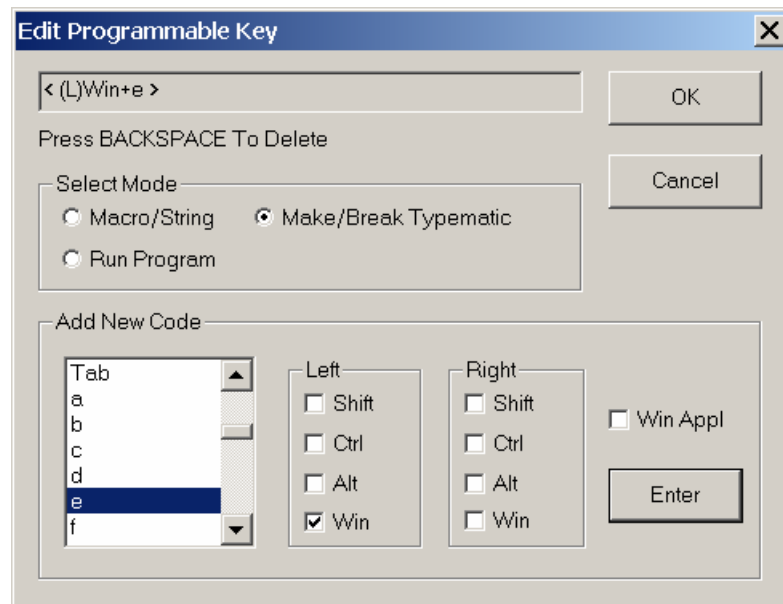 Edit Programmable Key
< (L)Win+e >
OK
Press BACKSPACE To Delete
Cancel
Select Mode
Macro/String
Make/Break Typematic
Run Program
Add New Code
Tab
a
b
c
d
e
f
Left
Shift
Ctrl
Alt
Win
Right
Shift
Ctrl
Alt
Win
Win Appl
Enter